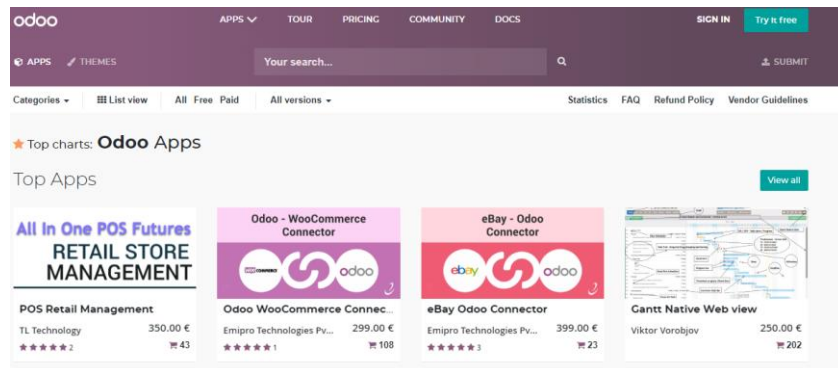 odoo
APPS TOUR PRICING COMMUNITY DOCS SIGN IN Try It free
APPS THEMES Your search... SUBMIT
Categories List view All Free Paid All versions Statistics FAQ Refund Policy Vendor Guidelines
Top charts: Odoo Apps
Top Apps View all
All In One POS Futures
RETAIL STORE
MANAGEMENT
POS Retail Management
TL Technology 350.00 €
2 43
Odoo - WooCommerce
Connector
odoo
Odoo WooCommerce Connec...
Emipro Technologies Pv... 299.00 €
1 108
eBay - Odoo
Connector
ebay odoo
eBay Odoo Connector
Emipro Technologies Pv... 399.00 €
3 23
Gantt Native Web view
Viktor Vorobjov 250.00 €
202